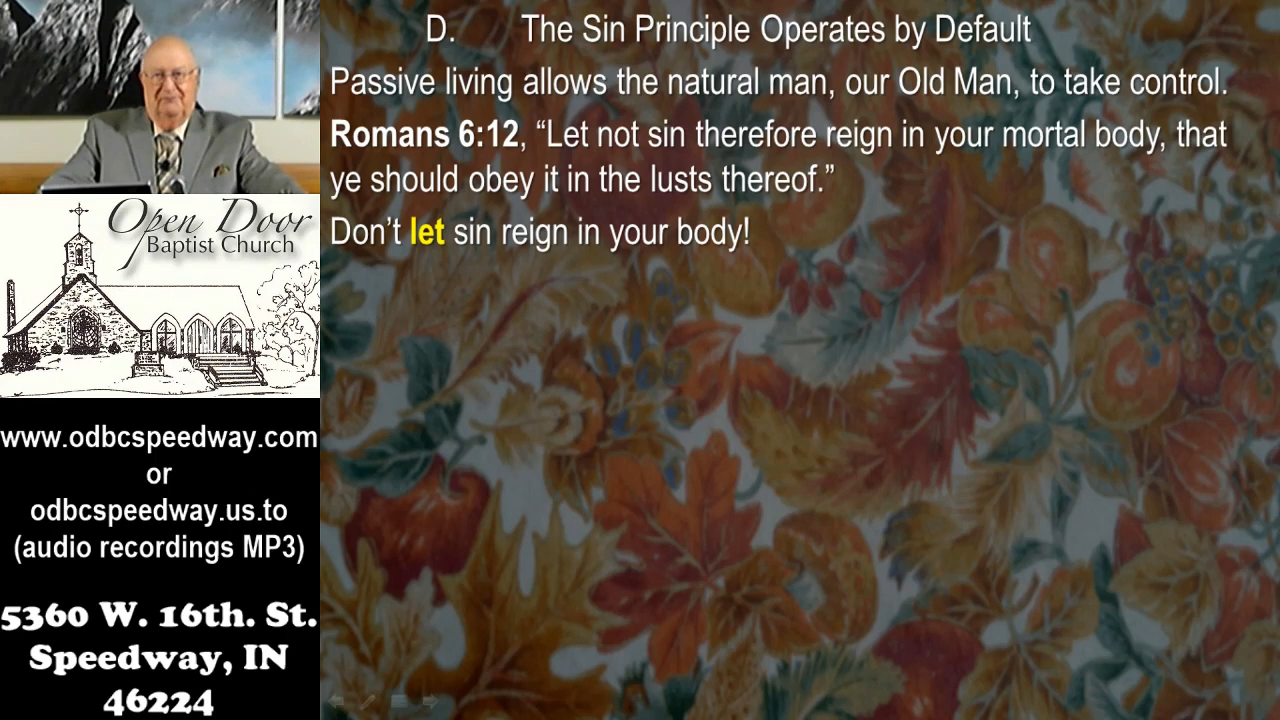 D. The Sin Principle Operates by Default
Passive living allows the natural man, our Old Man, to take control.
Romans 6:12, “Let not sin therefore reign in your mortal body, that
ye should obey it in the lusts thereof.”
Don’t let sin reign in your body!
Open Door
Baptist Church
www.odbcspeedway.com
or
odbcspeedway.us.to
(audio recordings MP3)
5360 W. 16th. St.
Speedway, IN
46224